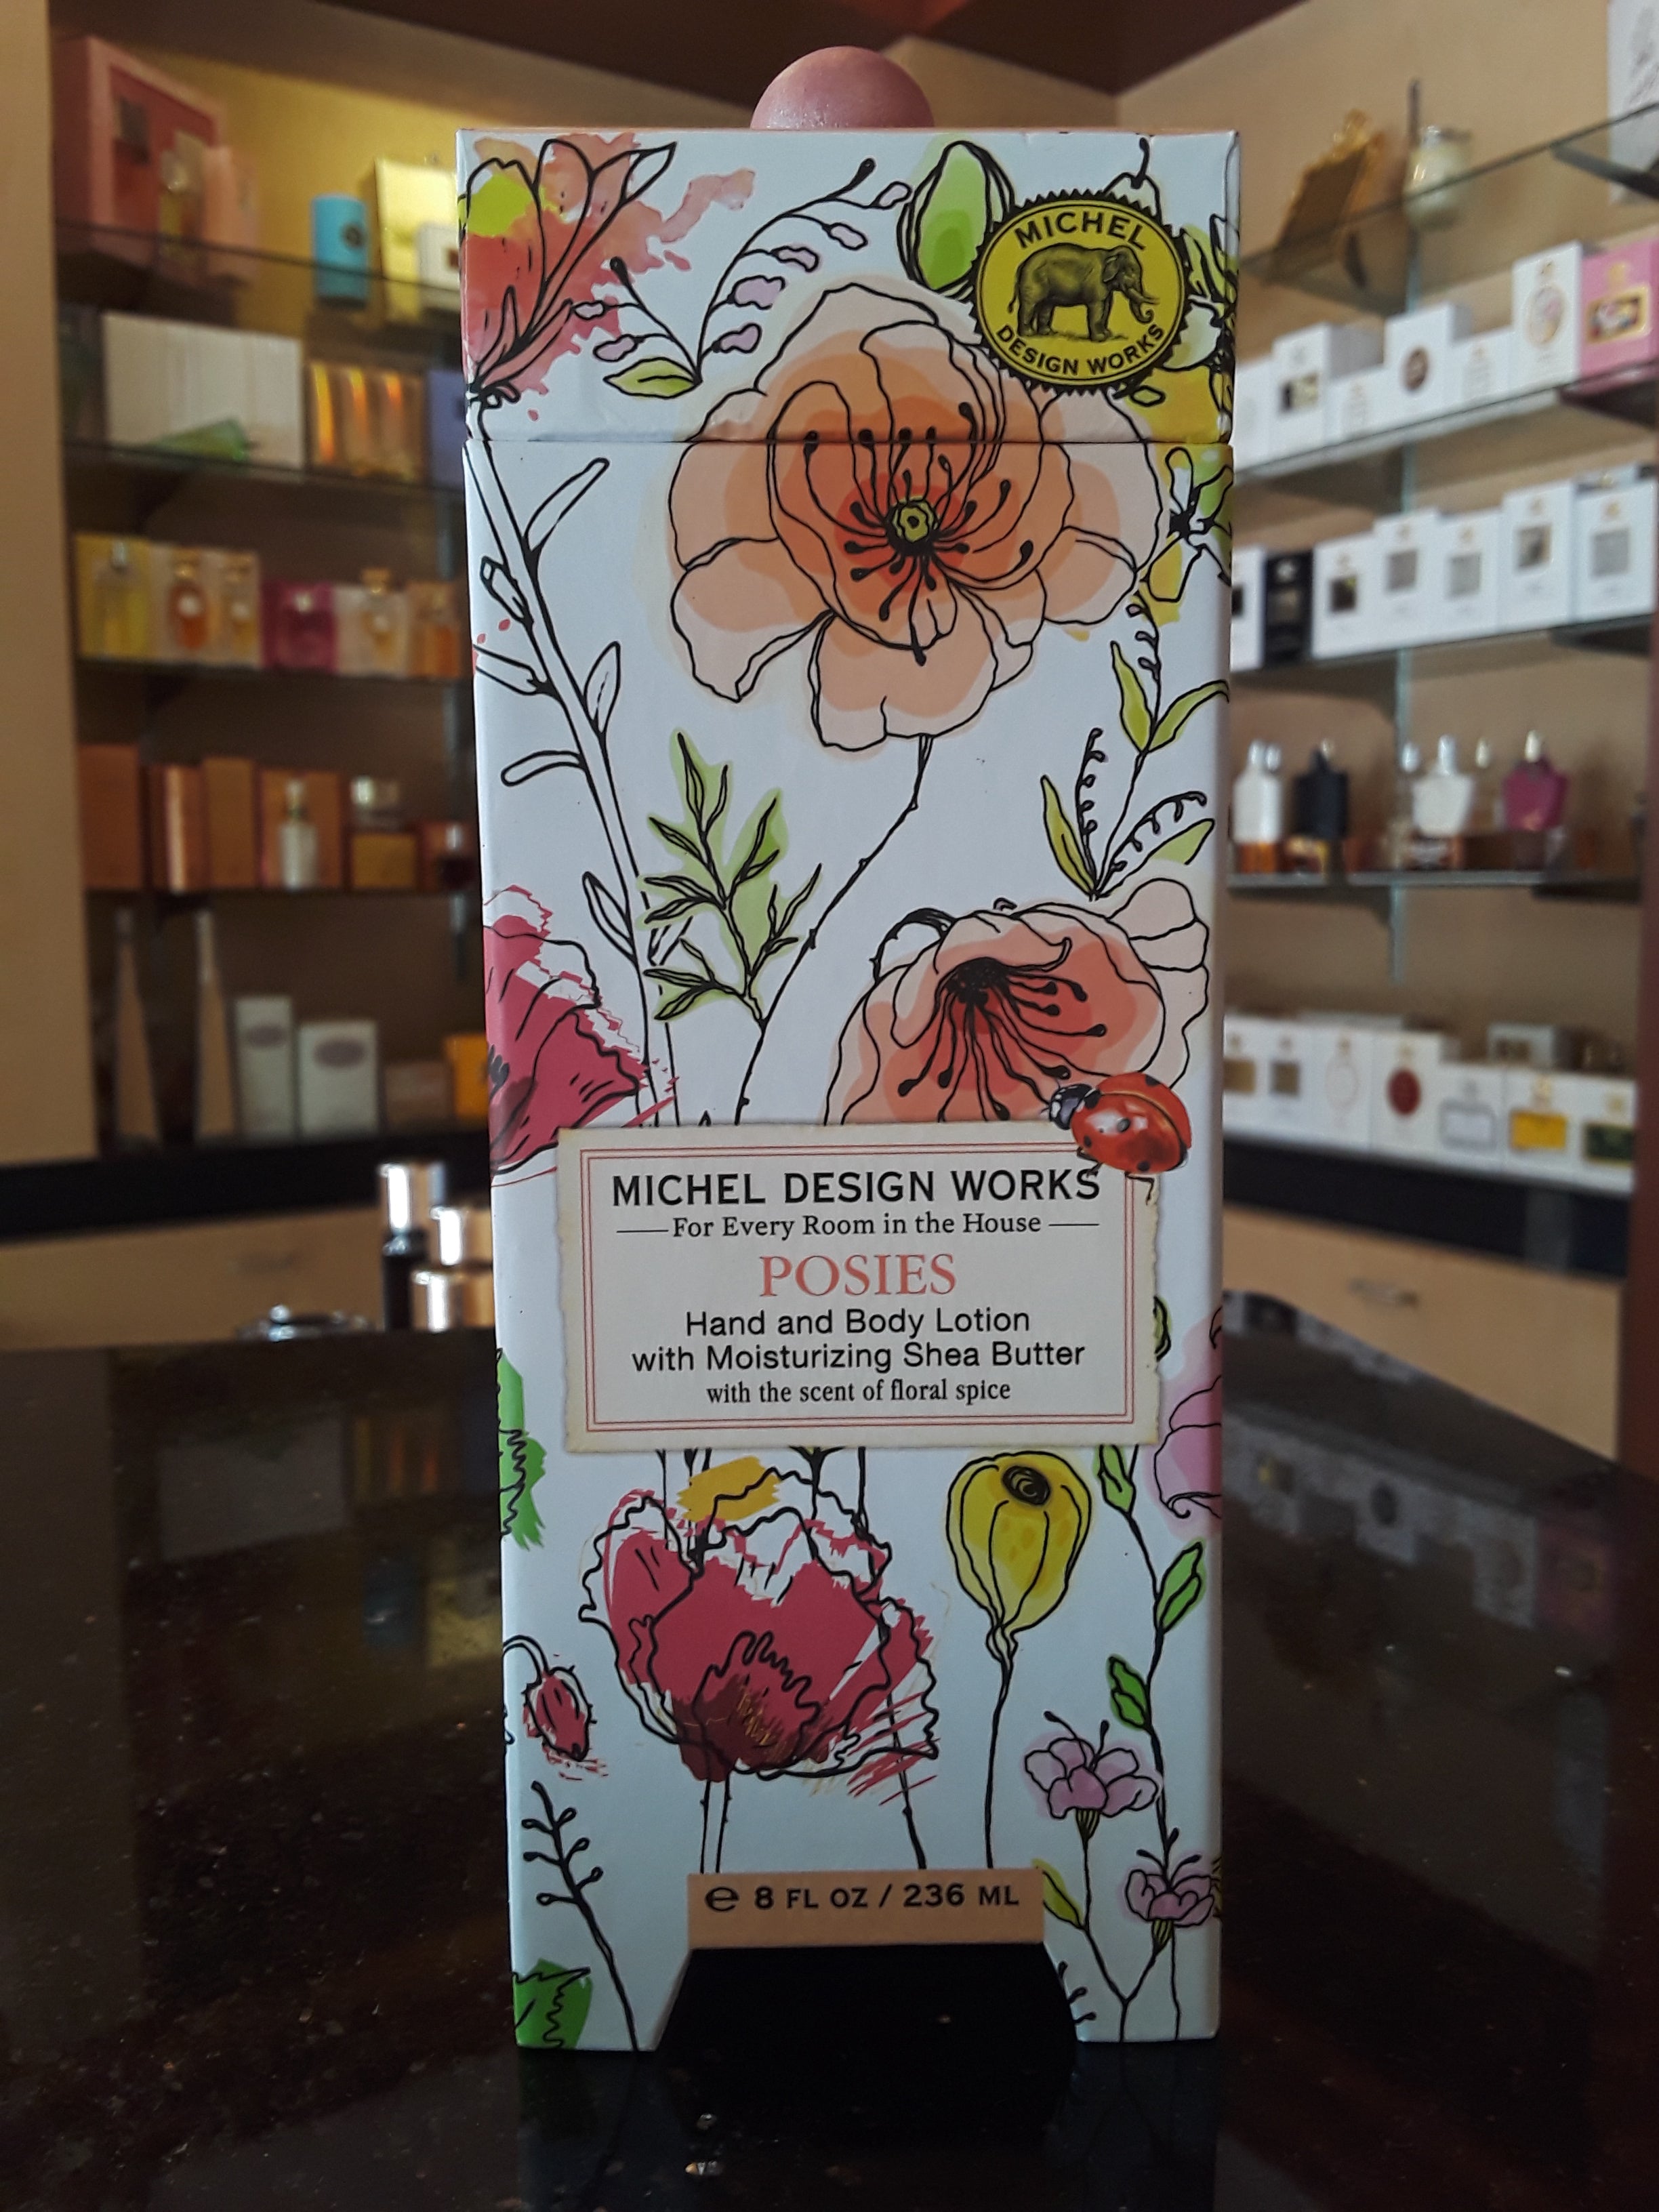 MICHEL
DESIGN WORKS
MICHEL DESIGN WORKS
For Every Room in the House
POSIES
Hand and Body Lotion
with Moisturizing Shea Butter
with the scent of floral spice
℮ 8 FL OZ / 236 ML